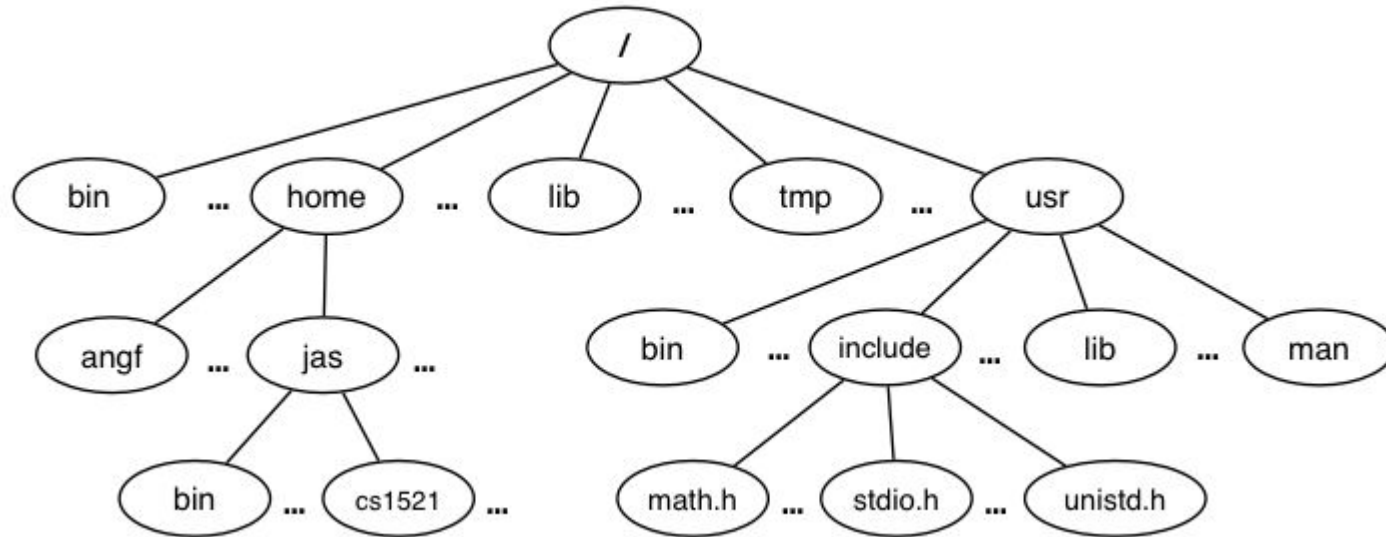 /
bin ... home ... lib ... tmp ... usr
angf ... jas ... bin ... include ... lib ... man
bin ... cs1521 ... math.h ... stdio.h ... unistd.h